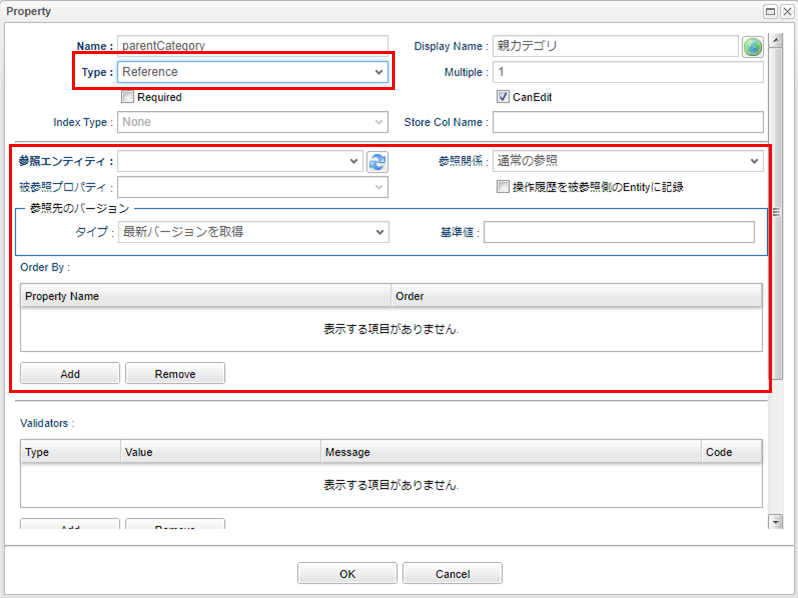 Property
Name : parentCategory Display Name : 親カテゴリ
Type : Reference Multiple : 1
Required CanEdit
Index Type : None Store Col Name :
参照エンティティ : 参照関係 : 通常の参照
被参照プロパティ : 操作履歴を被参照側のEntityに記録
参照先のバージョン
タイプ : 最新バージョンを取得 基準値 :
Order By :
Property Name Order
表示する項目がありません.
Add Remove
Validators :
Type Value Message Code
表示する項目がありません.
Add Remove
OK Cancel